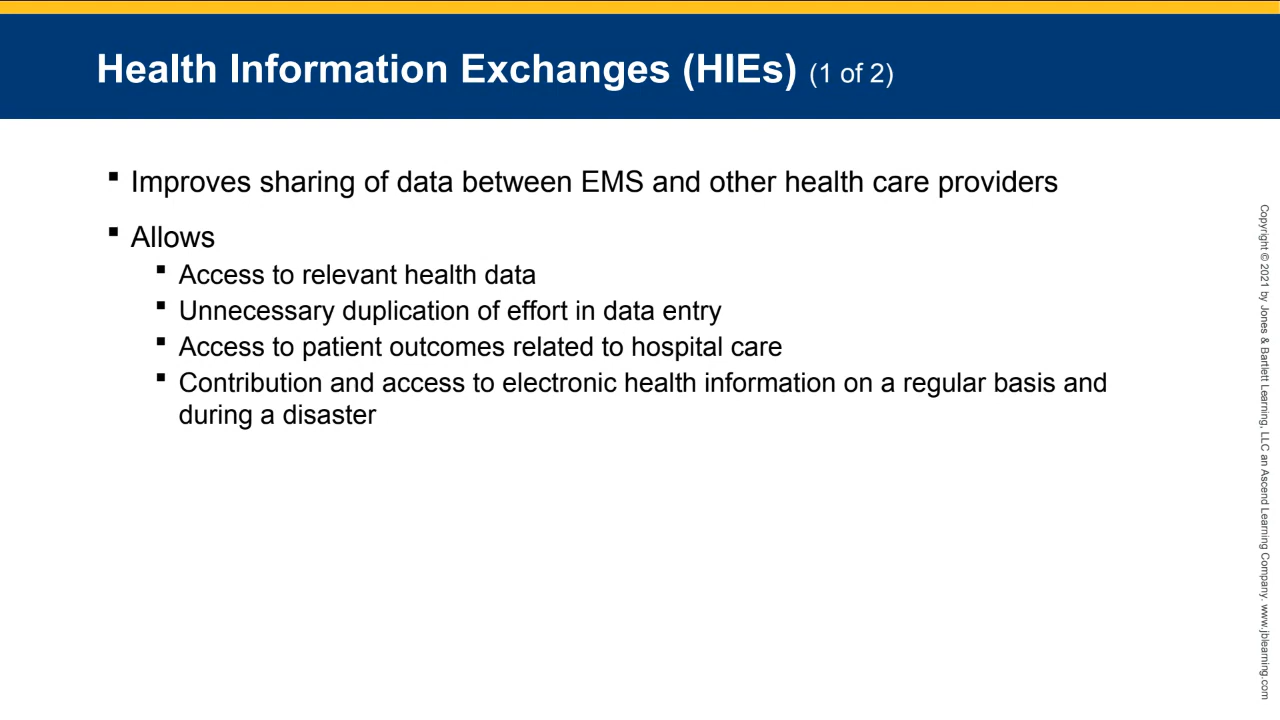 Health Information Exchanges (HIEs) (1 of 2)
Improves sharing of data between EMS and other health care providers
Allows
Access to relevant health data
Unnecessary duplication of effort in data entry
Access to patient outcomes related to hospital care
Contribution and access to electronic health information on a regular basis and
during a disaster
Copyright © 2021 by Jones & Bartlett Learning, LLC an Ascend Learning Company. www.jblearning.com